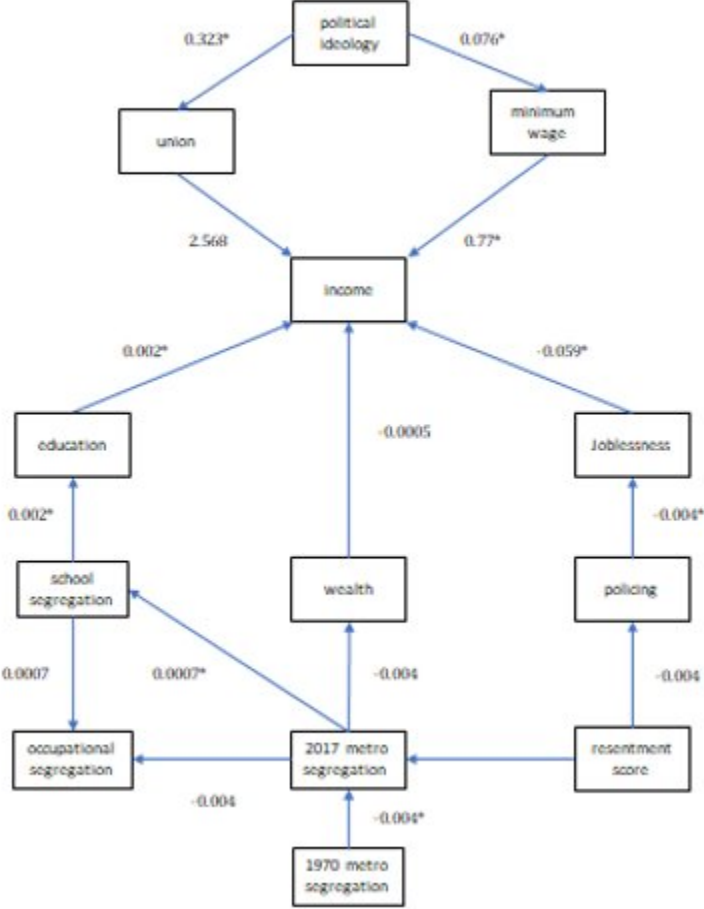 political
ideology
0.323*
0.076*
union
minimum
wage
2.568
0.77*
income
0.002*
-0.059*
education
-0.0005
Joblessness
0.002*
-0.004*
school
segregation
wealth
policing
0.0007
0.0007*
-0.004
-0.004
occupational
segregation
2017 metro
segregation
resentment
score
-0.004
-0.004*
1970 metro
segregation